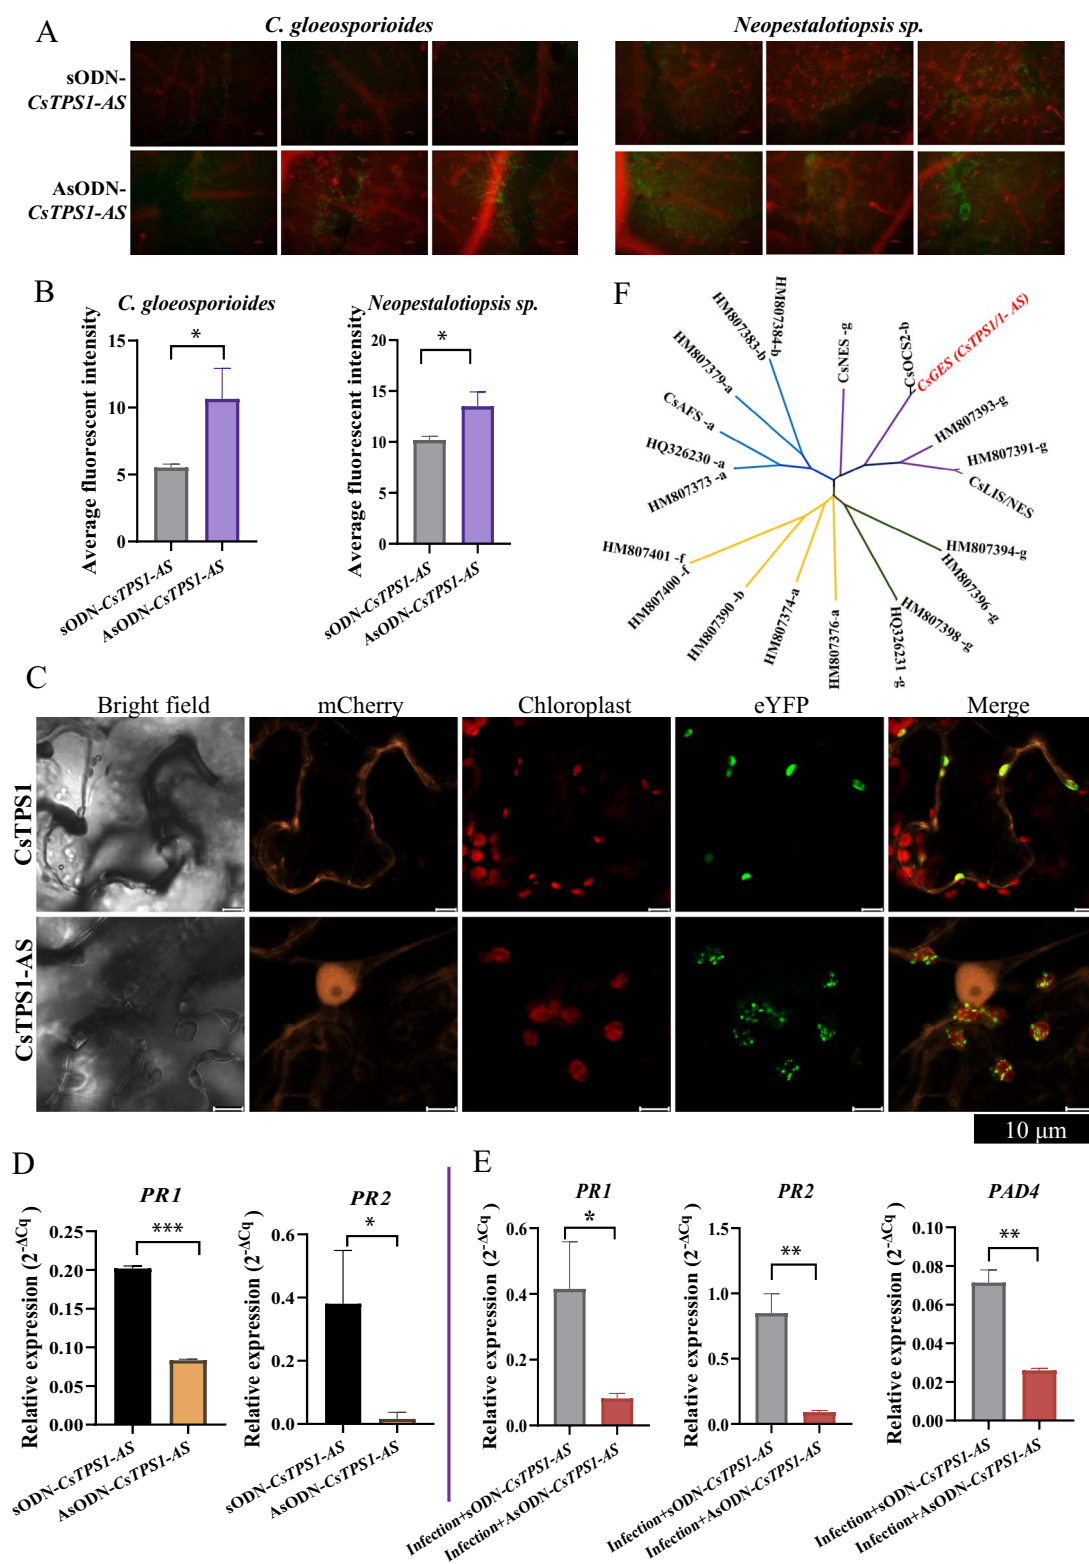 A
C. gloeosporioides
Neopestalotiopsis sp.
sODN-
CsTPS1-AS
AsODN-
CsTPS1-AS
B
C. gloeosporioides
Average fluorescent intensity
15
10
5
0
*
sODN-CsTPS1-AS
AsODN-CsTPS1-AS
Neopestalotiopsis sp.
Average fluorescent intensity
20
15
10
5
0
*
sODN-CsTPS1-AS
AsODN-CsTPS1-AS
F
HM807384-b
HM807383-b
HM807379-a
CsAFS -a
HQ326230 -a
HM807373 -a
CsNES -g
CsOCS2-b
CsGES (CsTPS1/1- AS)
HM807393-g
HM807391-g
CsLIS/NES
HM807394-g
HM807396 -g
HM807398 -g
HQ326231-g
HM807376-a
HM807374-a
HM807390 -b
HM807400 -f
HM807401 -f
C
Bright field
mCherry
Chloroplast
eYFP
Merge
CsTPS1
CsTPS1-AS
10 μm
D
PR1
Relative expression (2-ΔCq )
0.25
0.20
0.15
0.10
0.05
0.00
***
sODN-CsTPS1-AS
AsODN-CsTPS1-AS
PR2
Relative expression (2-ΔCq )
0.6
0.4
0.2
0.0
*
sODN-CsTPS1-AS
AsODN-CsTPS1-AS
E
PR1
Relative expression (2-ΔCq )
0.6
0.4
0.2
0.0
*
Infection+sODN-CsTPS1-AS
Infection+AsODN-CsTPS1-AS
PR2
Relative expression (2-ΔCq )
1.5
1.0
0.5
0.0
**
Infection+sODN-CsTPS1-AS
Infection+AsODN-CsTPS1-AS
PAD4
Relative expression (2-ΔCq )
0.10
0.08
0.06
0.04
0.02
0.00
**
Infection+sODN-CsTPS1-AS
Infection+AsODN-CsTPS1-AS